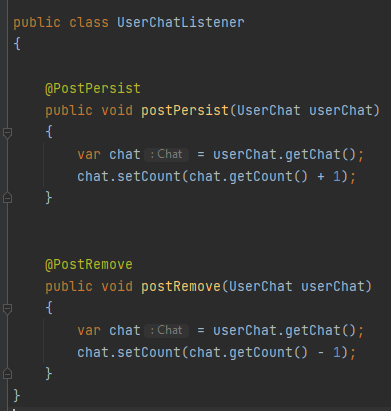 public class UserChatListener
{
@PostPersist
public void postPersist(UserChat userChat)
{
var chat : Chat = userChat.getChat();
chat.setCount(chat.getCount() + 1);
}
@PostRemove
public void postRemove(UserChat userChat)
{
var chat : Chat = userChat.getChat();
chat.setCount(chat.getCount() - 1);
}
}